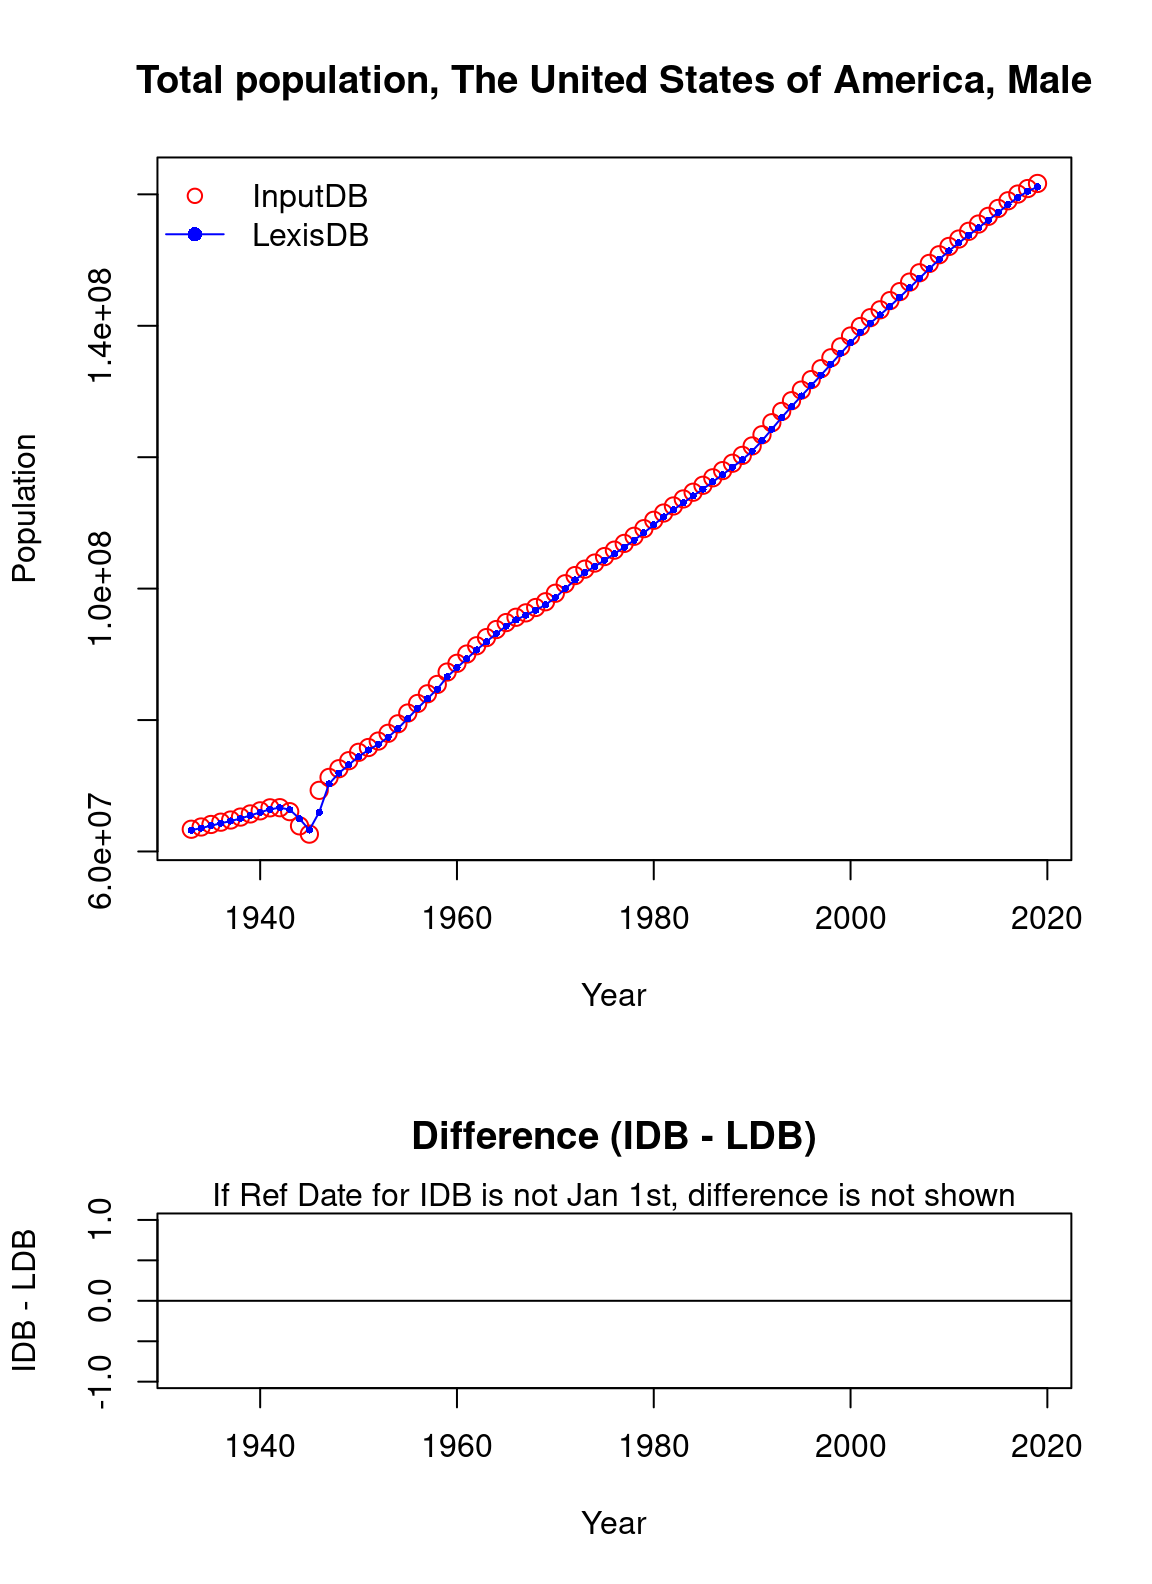 Total population, The United States of America, Male
InputDB
LexisDB
Population
1.4e+08
1.0e+08
6.0e+07
1940 1960 1980 2000 2020
Year
Difference (IDB - LDB)
If Ref Date for IDB is not Jan 1st, difference is not shown
IDB - LDB
1.0
0.0
-1.0
1940 1960 1980 2000 2020
Year